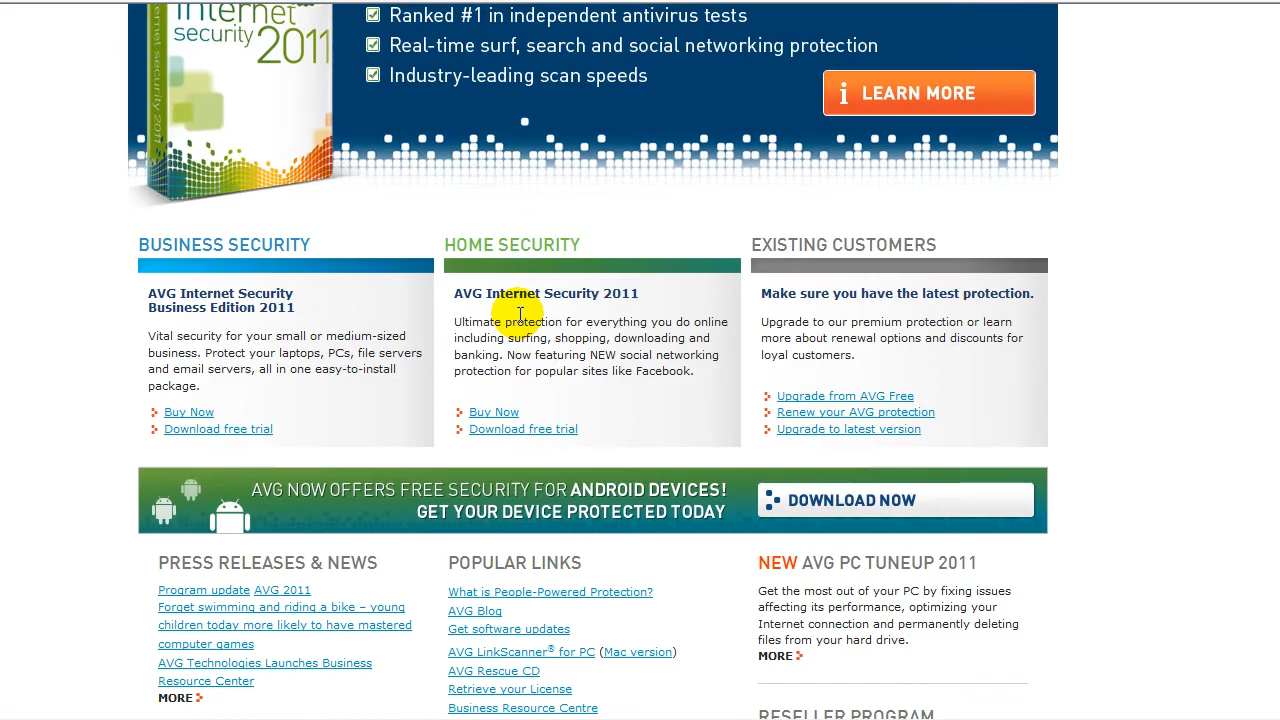 Internet
security
2011
internet security 2011
Ranked #1 in independent antivirus tests
Real-time surf, search and social networking protection
Industry-leading scan speeds
i LEARN MORE
BUSINESS SECURITY
AVG Internet Security
Business Edition 2011
Vital security for your small or medium-sized
business. Protect your laptops, PCs, file servers
and email servers, all in one easy-to-install
package.
Buy Now
Download free trial
HOME SECURITY
AVG Internet Security 2011
Ultimate protection for everything you do online
including surfing, shopping, downloading and
banking. Now featuring NEW social networking
protection for popular sites like Facebook.
Buy Now
Download free trial
EXISTING CUSTOMERS
Make sure you have the latest protection.
Upgrade to our premium protection or learn
more about renewal options and discounts for
loyal customers.
Upgrade from AVG Free
Renew your AVG protection
Upgrade to latest version
AVG NOW OFFERS FREE SECURITY FOR ANDROID DEVICES!
GET YOUR DEVICE PROTECTED TODAY
DOWNLOAD NOW
PRESS RELEASES & NEWS
Program update AVG 2011
Forget swimming and riding a bike – young
children today more likely to have mastered
computer games
AVG Technologies Launches Business
Resource Center
MORE
POPULAR LINKS
What is People-Powered Protection?
AVG Blog
Get software updates
AVG LinkScanner® for PC (Mac version)
AVG Rescue CD
Retrieve your License
Business Resource Centre
NEW AVG PC TUNEUP 2011
Get the most out of your PC by fixing issues
affecting its performance, optimizing your
Internet connection and permanently deleting
files from your hard drive.
MORE
RESELLER PROGRAM